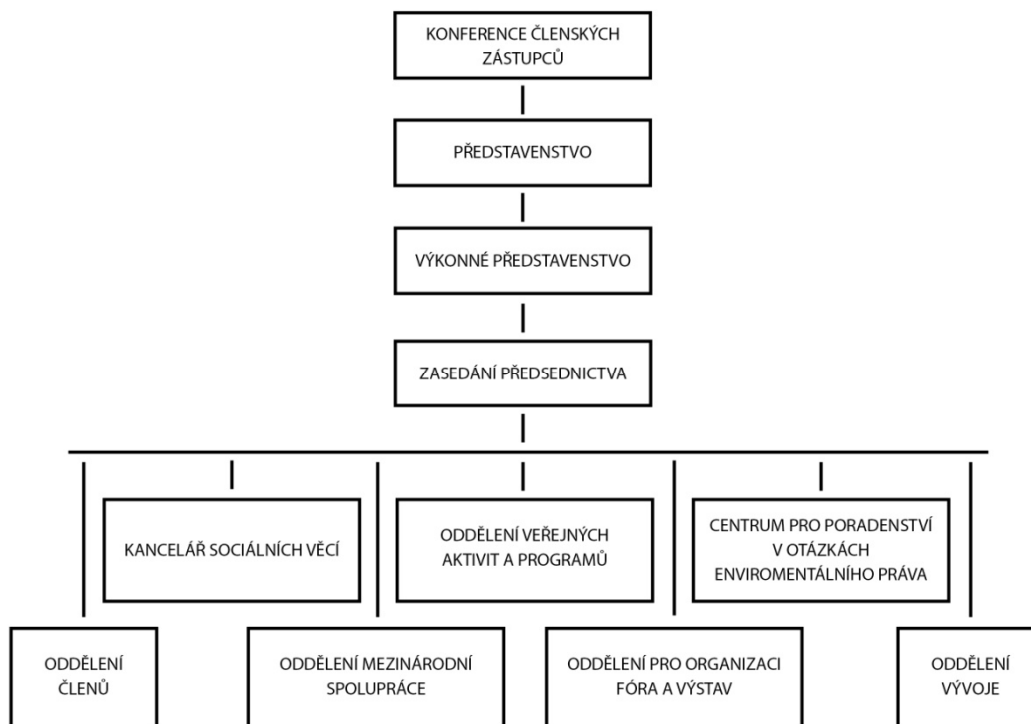 KONFERENCE ČLENSKÝCH
ZÁSTUPCŮ
PŘEDSTAVENSTVO
VÝKONNÉ PŘEDSTAVENSTVO
ZASEDÁNÍ PŘEDSEDNICTVA
KANCELÁŘ SOCIÁLNÍCH VĚCÍ
ODDĚLENÍ VEŘEJNÝCH
AKTIVIT A PROGRAMŮ
CENTRUM PRO PORADENSTVÍ
V OTÁZKÁCH
ENVIROMENTÁLNÍHO PRÁVA
ODDĚLENÍ
ČLENŮ
ODDĚLENÍ MEZINÁRODNÍ
SPOLUPRÁCE
ODDĚLENÍ PRO ORGANIZACI
FÓRA A VÝSTAV
ODDĚLENÍ
VÝVOJE